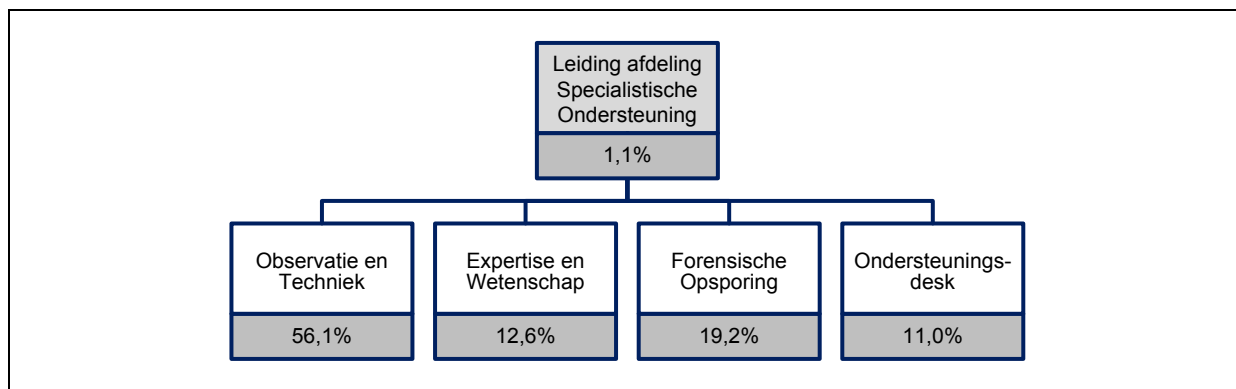 Leiding afdeling
Specialistische
Ondersteuning
1,1%
Observatie en
Techniek
56,1%
Expertise en
Wetenschap
12,6%
Forensische
Opsporing
19,2%
Ondersteunings-
desk
11,0%